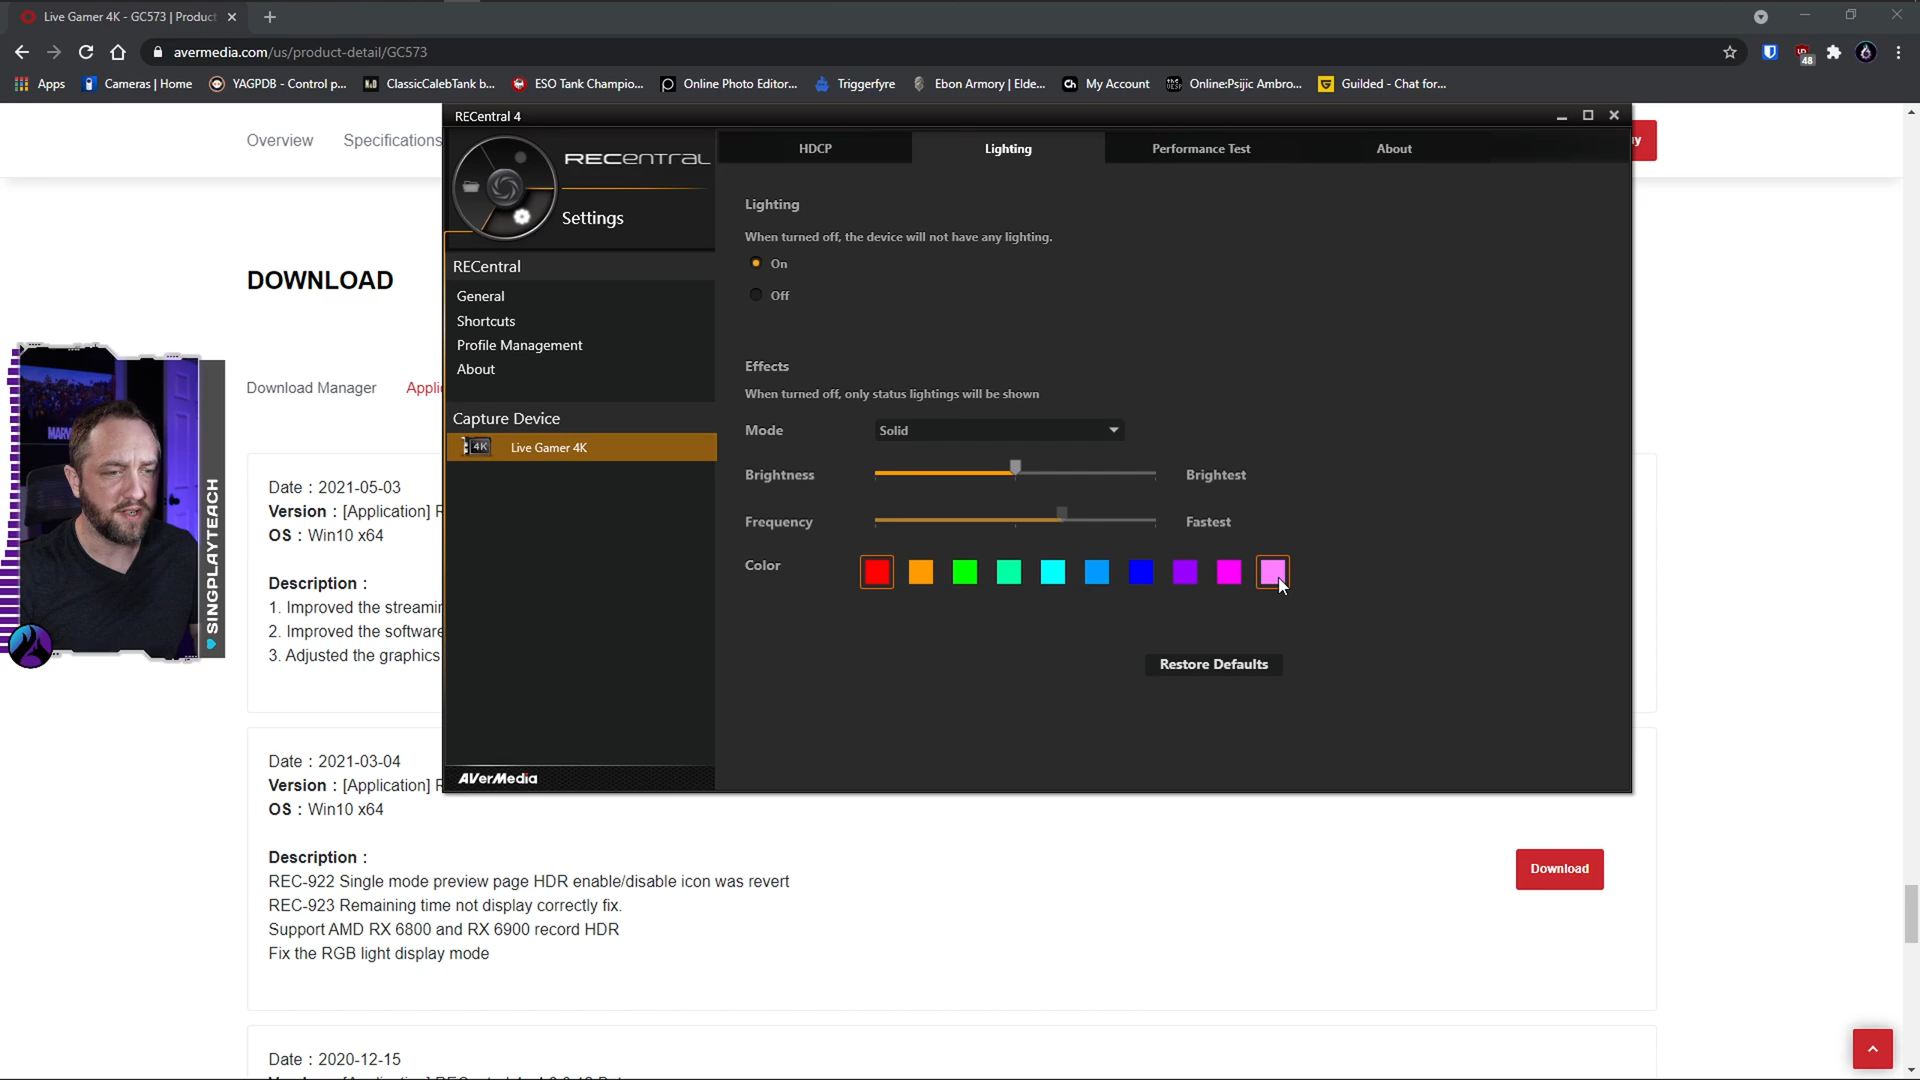 Live Gamer 4K - GC573 | Product
avermedia.com/us/product-detail/GC573
48
Apps
Cameras | Home
YAGPDB - Control p...
ClassicCalebTank b...
ESO Tank Champio...
Online Photo Editor...
Triggerfyre
Ebon Armory | Elde...
My Account
Online:Psijic Ambro...
Guilded - Chat for...
Overview
Specifications
RECentral 4
RECENTRAL
Settings
HDCP
Lighting
Performance Test
About
RECentral
General
Shortcuts
Profile Management
About
Capture Device
4K
Live Gamer 4K
AVerMedia
Lighting
When turned off, the device will not have any lighting.
On
Off
Effects
When turned off, only status lightings will be shown
Mode
Solid
Brightness
Brightest
Frequency
Fastest
Color
Restore Defaults
DOWNLOAD
Download Manager
Appli
SINGPLAYTEACH
Date : 2021-05-03
Version : [Application] R
OS : Win10 x64
Description :
1. Improved the streamin
2. Improved the software
3. Adjusted the graphics
Date : 2021-03-04
Version : [Application] R
OS : Win10 x64
Description :
REC-922 Single mode preview page HDR enable/disable icon was revert
REC-923 Remaining time not display correctly fix.
Support AMD RX 6800 and RX 6900 record HDR
Fix the RGB light display mode
Download
Date : 2020-12-15